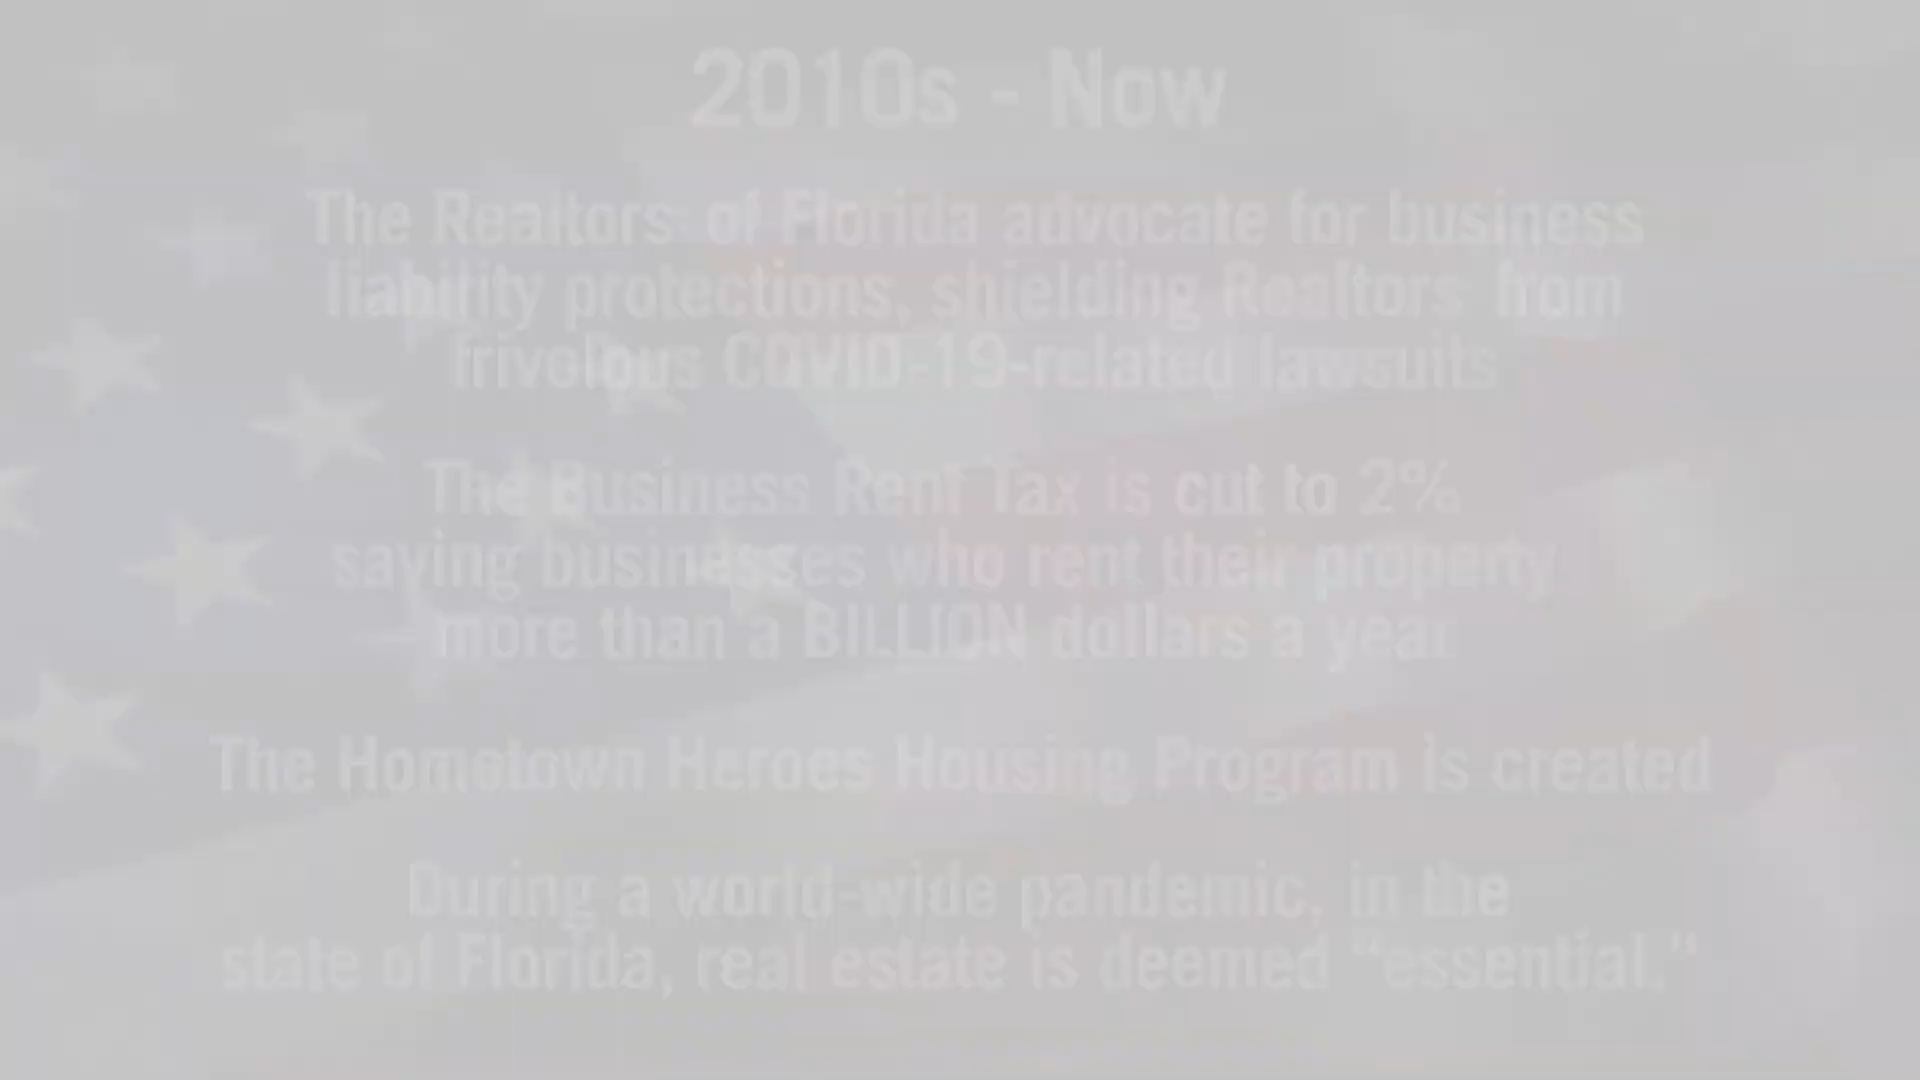 2010s - Now
The Realtors of Florida advocate for business
liability protections, shielding Realtors from
frivolous COVID-19-related lawsuits
The Business Rent Tax is cut to 2%
saving businesses who rent their property
more than a BILLION dollars a year
The Hometown Heroes Housing Program is created
During a world-wide pandemic, in the
state of Florida, real estate is deemed "essential."